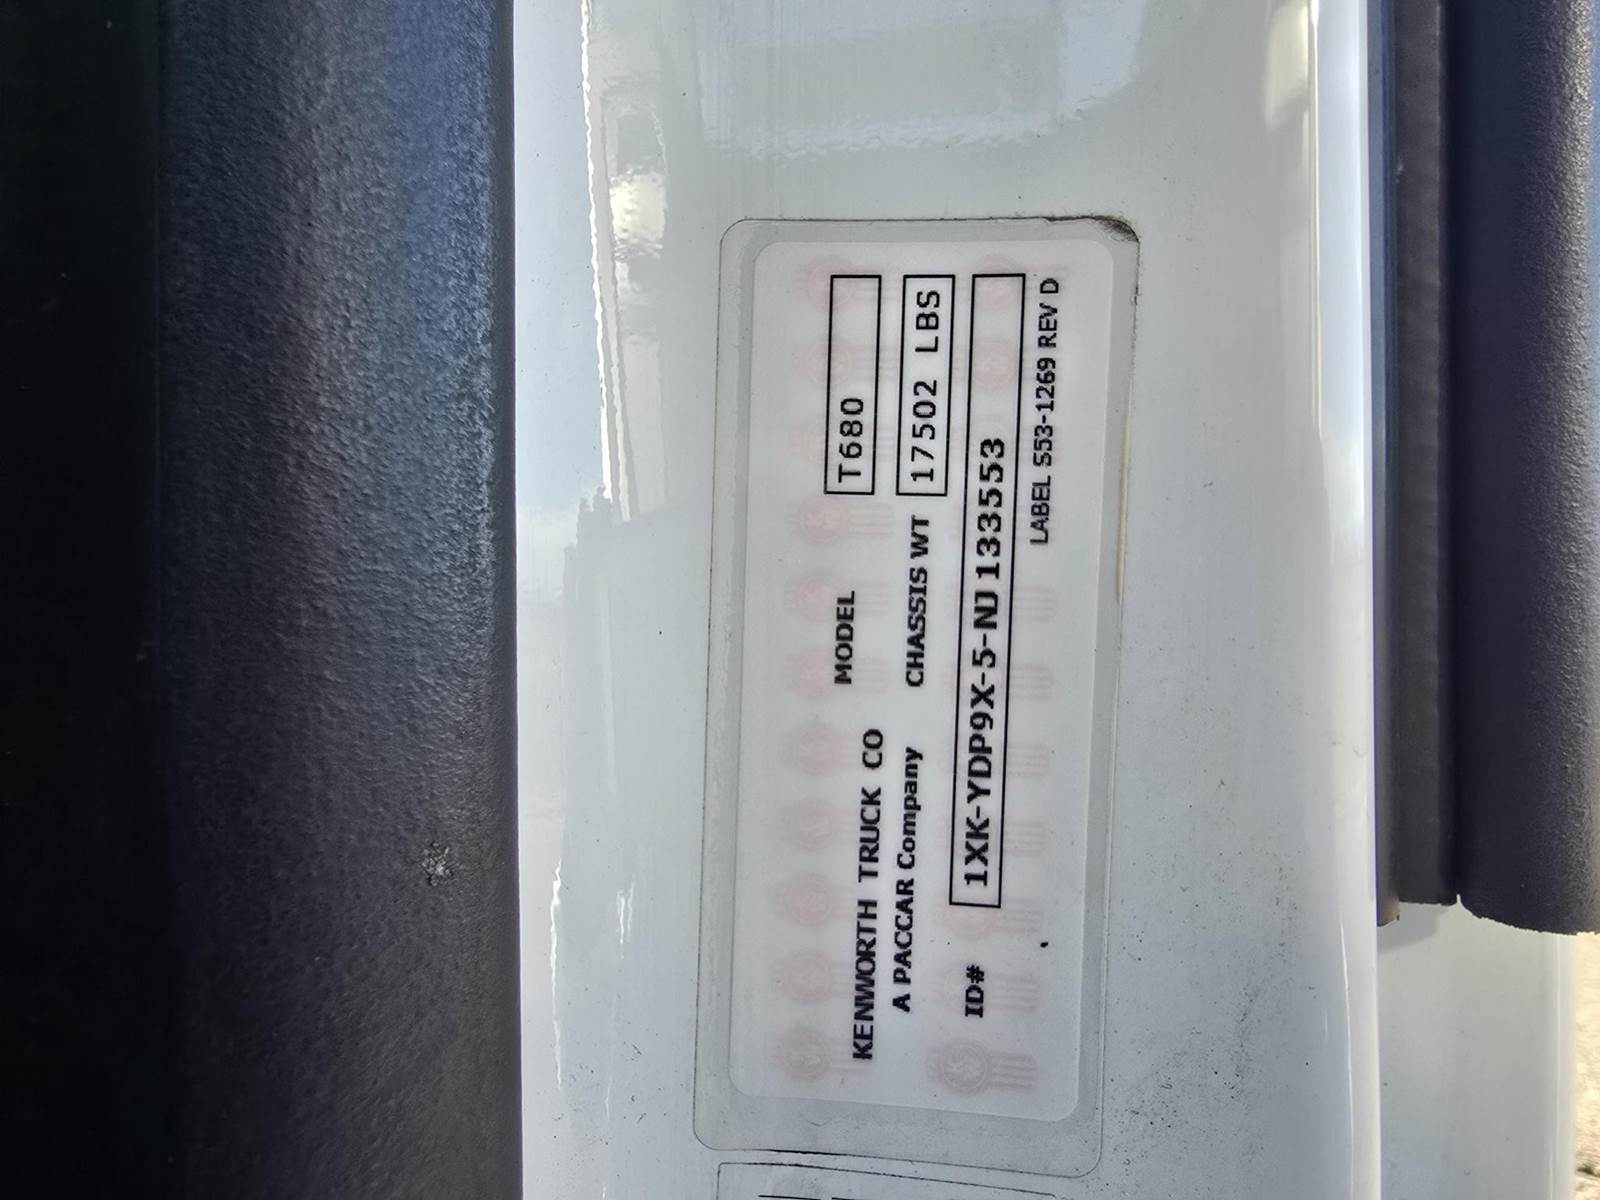 KENWORTH TRUCK CO
A PACCAR Company
MODEL T680
CHASSIS WT 17502 LBS
ID# 1XK-YDP9X-5-NJ133553
LABEL S53-1269 REV D